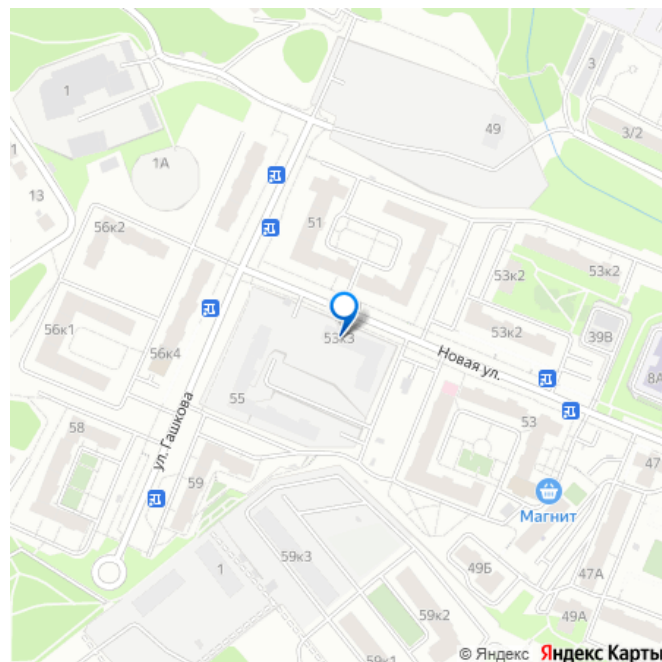 1
3
49
3/2
1А
1
13
51
56к2
53к2
53к2
56к1
53к3
53к2
39В
56к4
Новая ул.
8А
55
ул. Гашкова
58
53
59
47
Магнит
59к3
1
49Б
47А
59к2
49А
59к1
© Яндекс Яндекс Карты